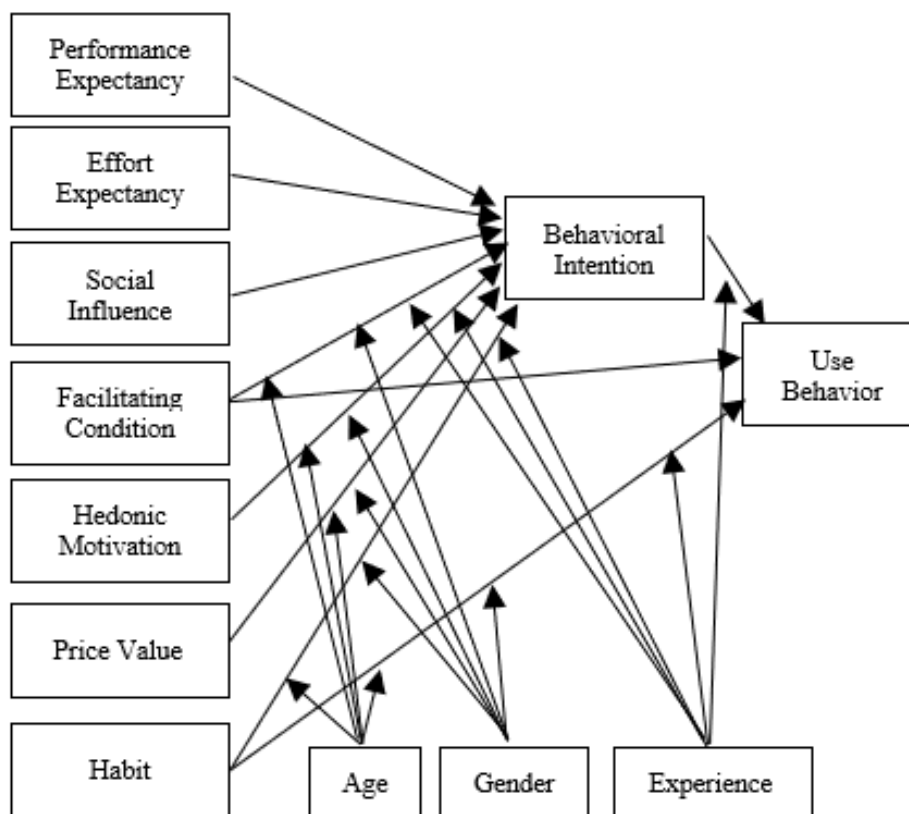 Performance
Expectancy
Effort
Expectancy
Social
Influence
Facilitating
Condition
Hedonic
Motivation
Price Value
Habit
Behavioral
Intention
Use
Behavior
Age
Gender
Experience